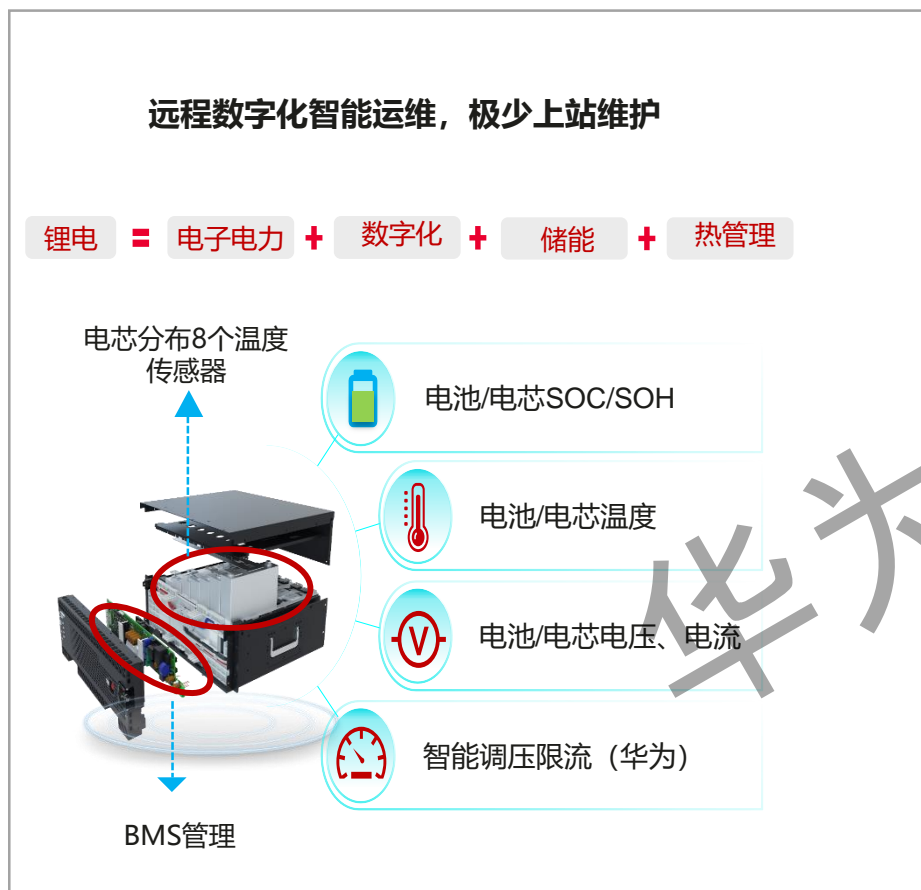 远程数字化智能运维，极少上站维护
锂电 = 电子电力 + 数字化 + 储能 + 热管理
电芯分布8个温度
传感器
电池/电芯SOC/SOH
电池/电芯温度
V
电池/电芯电压、电流
智能调压限流（华为）
BMS管理
华为